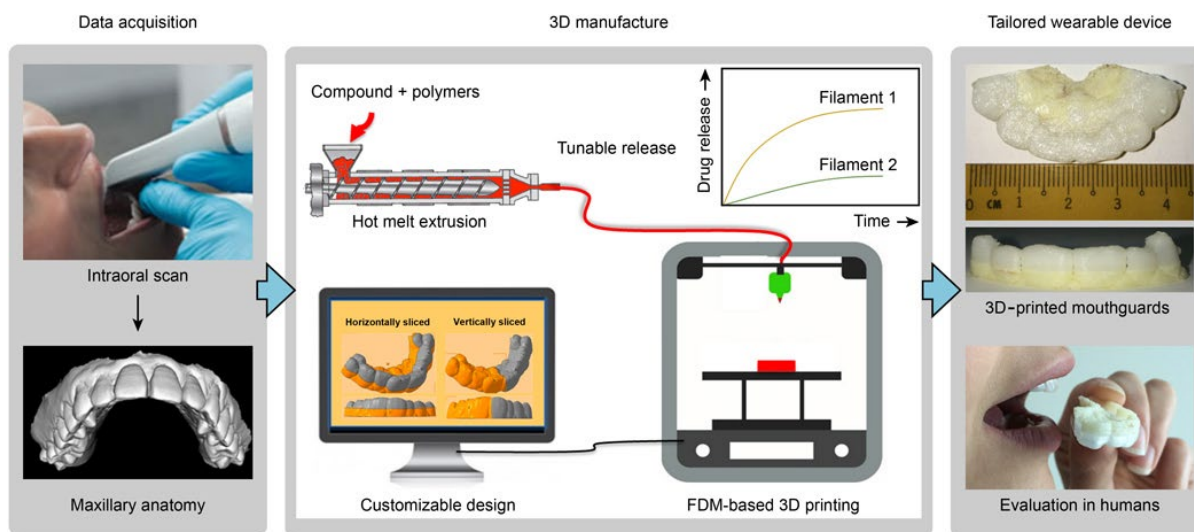 Data acquisition
3D manufacture
Tailored wearable device
Intraoral scan
Maxillary anatomy
Compound + polymers
Hot melt extrusion
Tunable release
Drug release →
Filament 1
Filament 2
Time →
Horizontally sliced
Vertically sliced
Customizable design
FDM-based 3D printing
0 CM 1 2 3 4
3D-printed mouthguards
Evaluation in humans